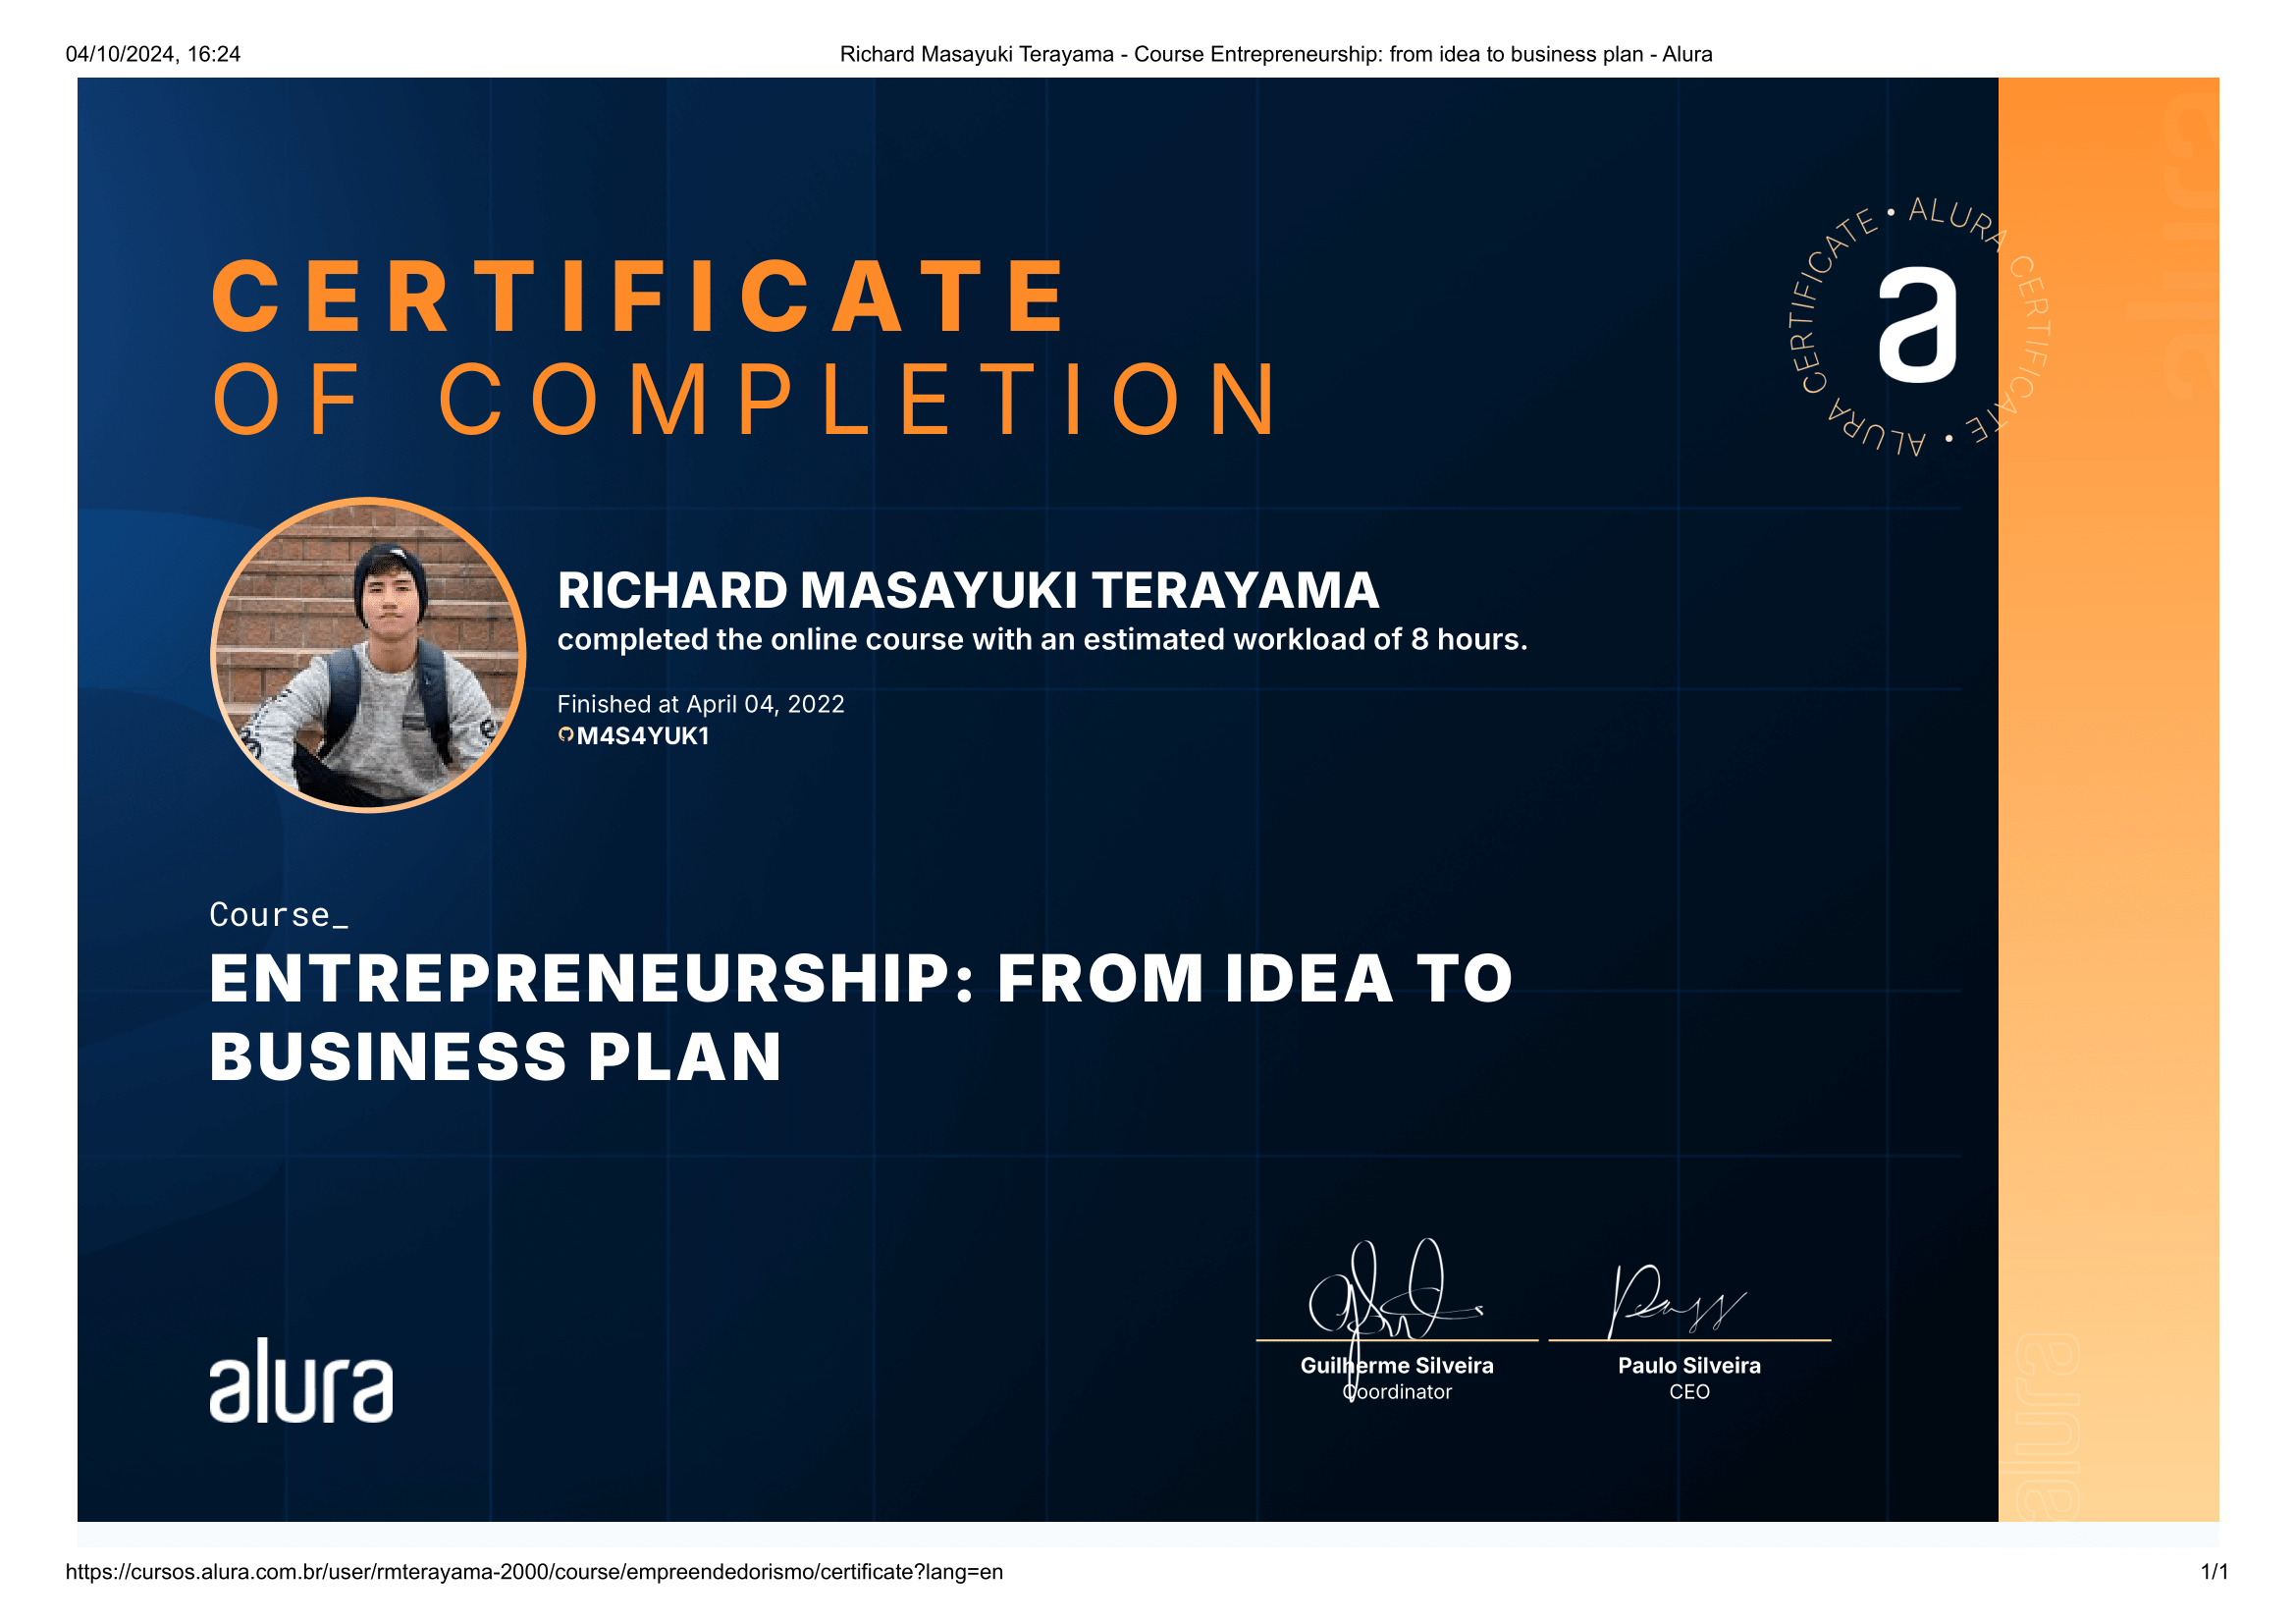 04/10/2024, 16:24
Richard Masayuki Terayama - Course Entrepreneurship: from idea to business plan - Alura
alura
ALURA CERTIFICATE • ALURA CERTIFICATE •
a
CERTIFICATE
OF COMPLETION
RICHARD MASAYUKI TERAYAMA
completed the online course with an estimated workload of 8 hours.
Finished at April 04, 2022
M4S4YUK1
Course_
ENTREPRENEURSHIP: FROM IDEA TO
BUSINESS PLAN
alura
Guilherme Silveira
Coordinator
Paulo Silveira
CEO
alura
https://cursos.alura.com.br/user/rmterayama-2000/course/empreendedorismo/certificate?lang=en
1/1